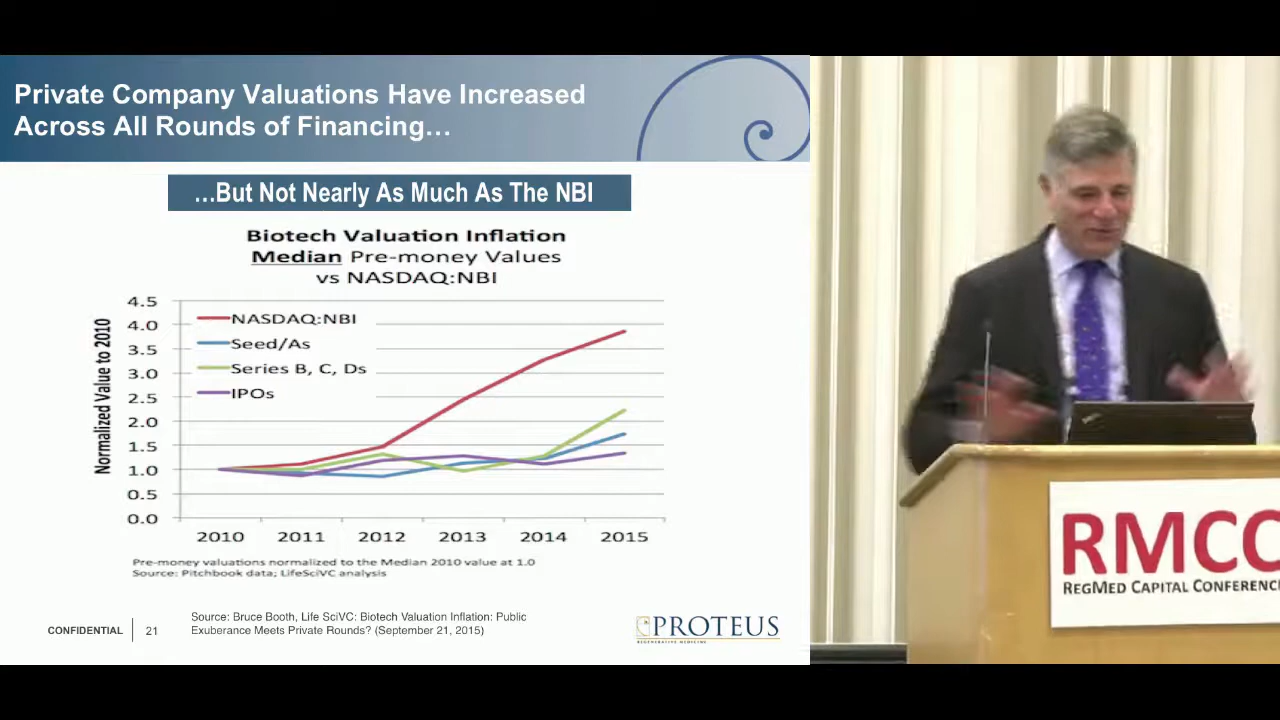 Private Company Valuations Have Increased
Across All Rounds of Financing…
…But Not Nearly As Much As The NBI
Biotech Valuation Inflation
Median Pre-money Values
vs NASDAQ:NBI
Normalized Value to 2010
4.5
4.0
3.5
3.0
2.5
2.0
1.5
1.0
0.5
0.0
NASDAQ:NBI
Seed/As
Series B, C, Ds
IPOs
2010 2011 2012 2013 2014 2015
Pre-money valuations normalized to the Median 2010 value at 1.0
Source: Pitchbook data; LifeSciVC analysis
CONFIDENTIAL 21
Source: Bruce Booth, Life SciVC: Biotech Valuation Inflation: Public
Exuberance Meets Private Rounds? (September 21, 2015)
PROTEUS
REGENERATIVE MEDICINE
RMCC
REGMED CAPITAL CONFERENC